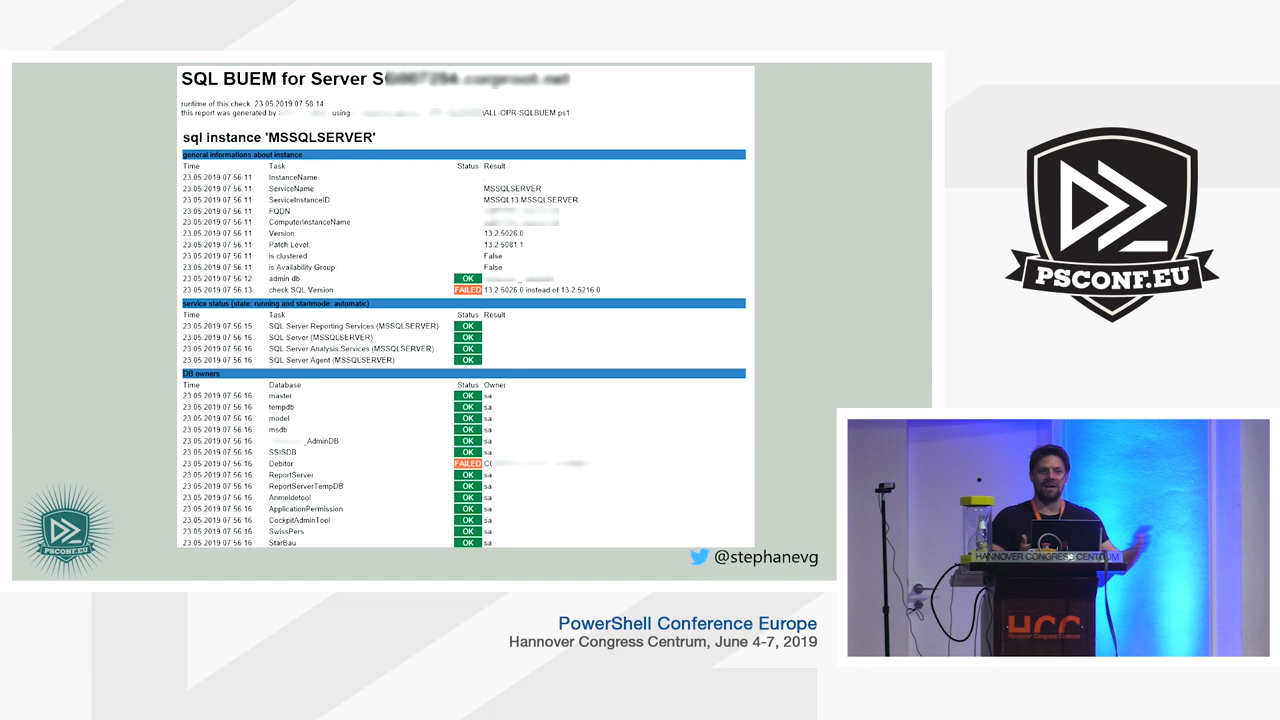 SQL BUEM for Server S
runtime of this check: 23.05.2019 07:58:14
this report was generated by: using \ALL-OPR-SQLBUEM.ps1
sql instance 'MSSQLSERVER'
general informations about instance
Time Task Status Result
23.05.2019 07:56:11 InstanceName
23.05.2019 07:56:11 ServiceName MSSQLSERVER
23.05.2019 07:56:11 ServiceInstanceID MSSQL13.MSSQLSERVER
23.05.2019 07:56:11 FQDN
23.05.2019 07:56:11 ComputerInstanceName
23.05.2019 07:56:11 Version: 13.2.5026.0
23.05.2019 07:56:11 Patch Level: 13.2.5081.1
23.05.2019 07:56:11 is clustered: False
23.05.2019 07:56:11 is Availability Group False
23.05.2019 07:56:12 admin db OK
23.05.2019 07:56:13 check SQL Version: FAILED 13.2.5026.0 instead of 13.2.5216.0
service status (state: running and startmode: automatic)
Time Task Status Result
23.05.2019 07:56:15 SQL Server Reporting Services (MSSQLSERVER) OK
23.05.2019 07:56:16 SQL Server (MSSQLSERVER) OK
23.05.2019 07:56:16 SQL Server Analysis Services (MSSQLSERVER) OK
23.05.2019 07:56:16 SQL Server Agent (MSSQLSERVER) OK
DB owners
Time Database Status Owner
23.05.2019 07:56:16 master OK sa
23.05.2019 07:56:16 tempdb OK sa
23.05.2019 07:56:16 model OK sa
23.05.2019 07:56:16 msdb OK sa
23.05.2019 07:56:16 _AdminDB OK sa
23.05.2019 07:56:16 SSISDB OK sa
23.05.2019 07:56:16 Debitor FAILED
23.05.2019 07:56:16 ReportServer OK sa
23.05.2019 07:56:16 ReportServerTempDB OK sa
23.05.2019 07:56:16 Anmeldetool OK sa
23.05.2019 07:56:16 ApplicationPermission OK sa
23.05.2019 07:56:16 CockpitAdminTool OK sa
23.05.2019 07:56:16 SwissPers OK sa
23.05.2019 07:56:16 StarBau OK sa
PSCONF.EU
@stephanevg
PSCONF.EU
HANNOVER CONGRESS CENTRUM
HCC
Hannover Congress Centrum
PowerShell Conference Europe
Hannover Congress Centrum, June 4-7, 2019